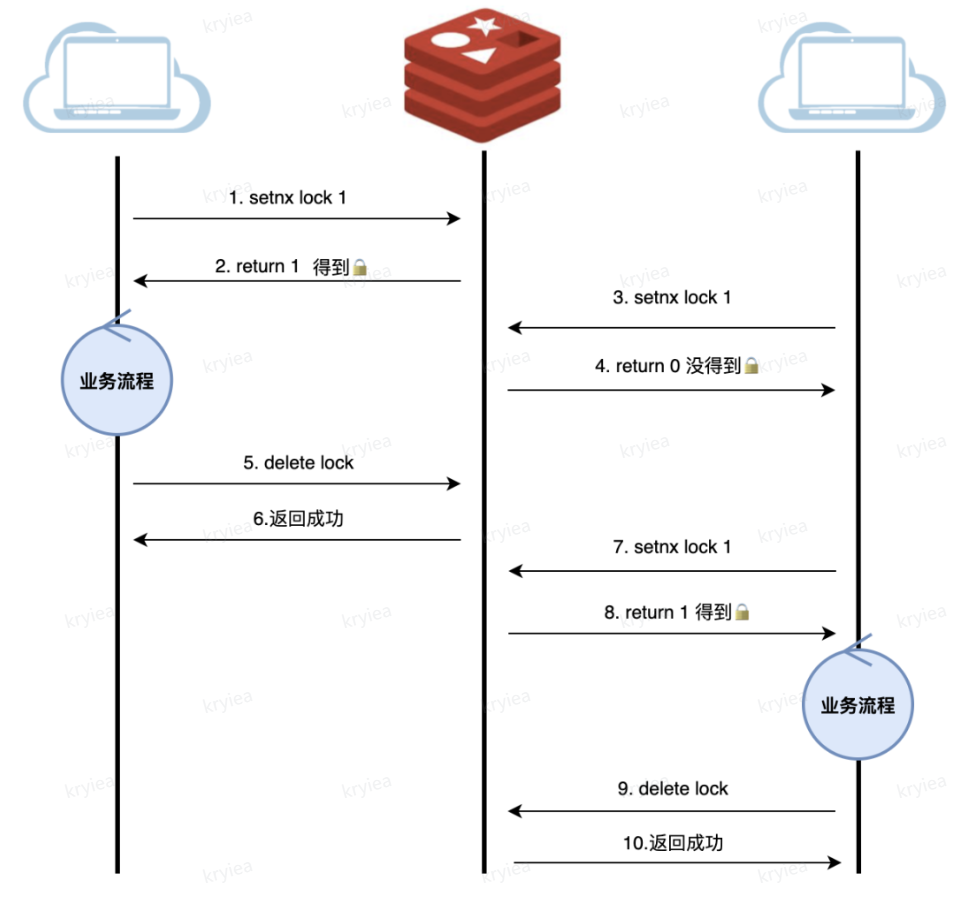 1. setnx lock 1
2. return 1 得到🔒
3. setnx lock 1
4. return 0 没得到🔒
业务流程
5. delete lock
6.返回成功
7. setnx lock 1
8. return 1 得到🔒
业务流程
9. delete lock
10.返回成功
kryiea